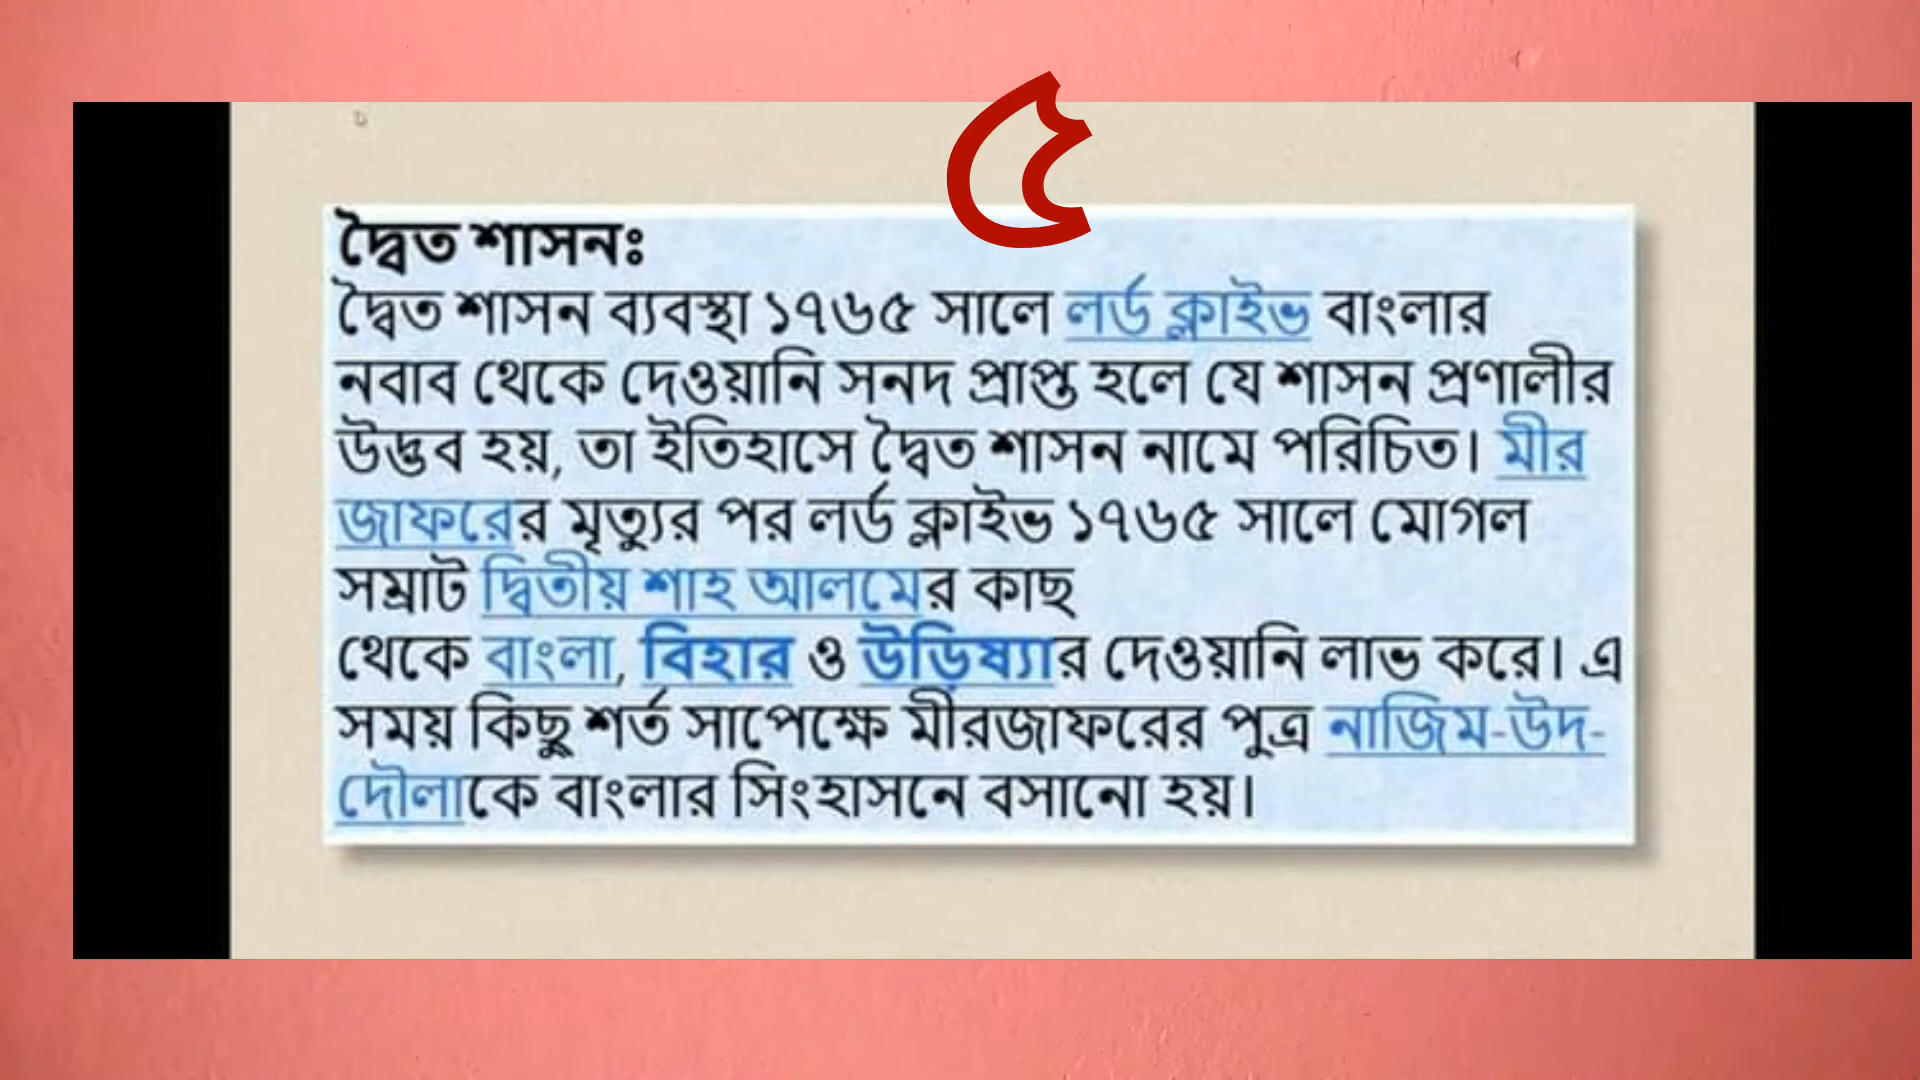 ৫
দ্বৈত শাসনঃ
দ্বৈত শাসন ব্যবস্থা ১৭৬৫ সালে লর্ড ক্লাইভ বাংলার
নবাব থেকে দেওয়ানি সনদ প্রাপ্ত হলে যে শাসন প্রণালীর
উদ্ভব হয়, তা ইতিহাসে দ্বৈত শাসন নামে পরিচিত। মীর
জাফরের মৃত্যুর পর লর্ড ক্লাইভ ১৭৬৫ সালে মোগল
সম্রাট দ্বিতীয় শাহ আলমের কাছ
থেকে বাংলা, বিহার ও উড়িষ্যার দেওয়ানি লাভ করে। এ
সময় কিছু শর্ত সাপেক্ষে মীরজাফরের পুত্র নাজিম-উদ-
দৌলাকে বাংলার সিংহাসনে বসানো হয়।